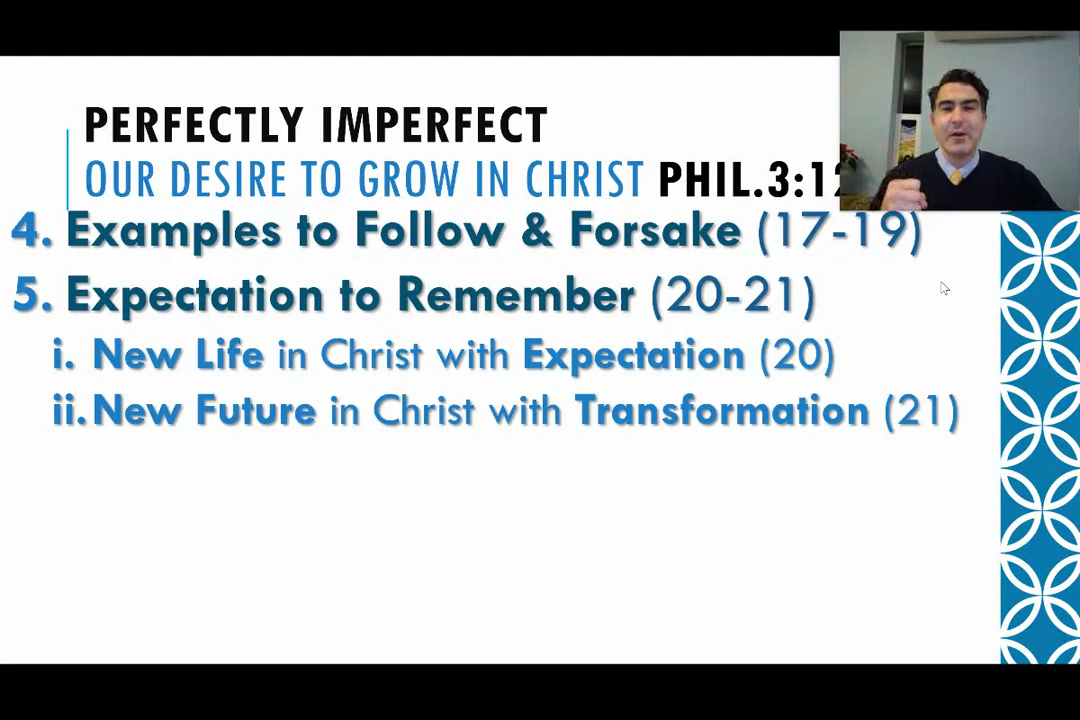 PERFECTLY IMPERFECT
OUR DESIRE TO GROW IN CHRIST PHIL.3:12
4. Examples to Follow & Forsake (17-19)
5. Expectation to Remember (20-21)
i. New Life in Christ with Expectation (20)
ii. New Future in Christ with Transformation (21)